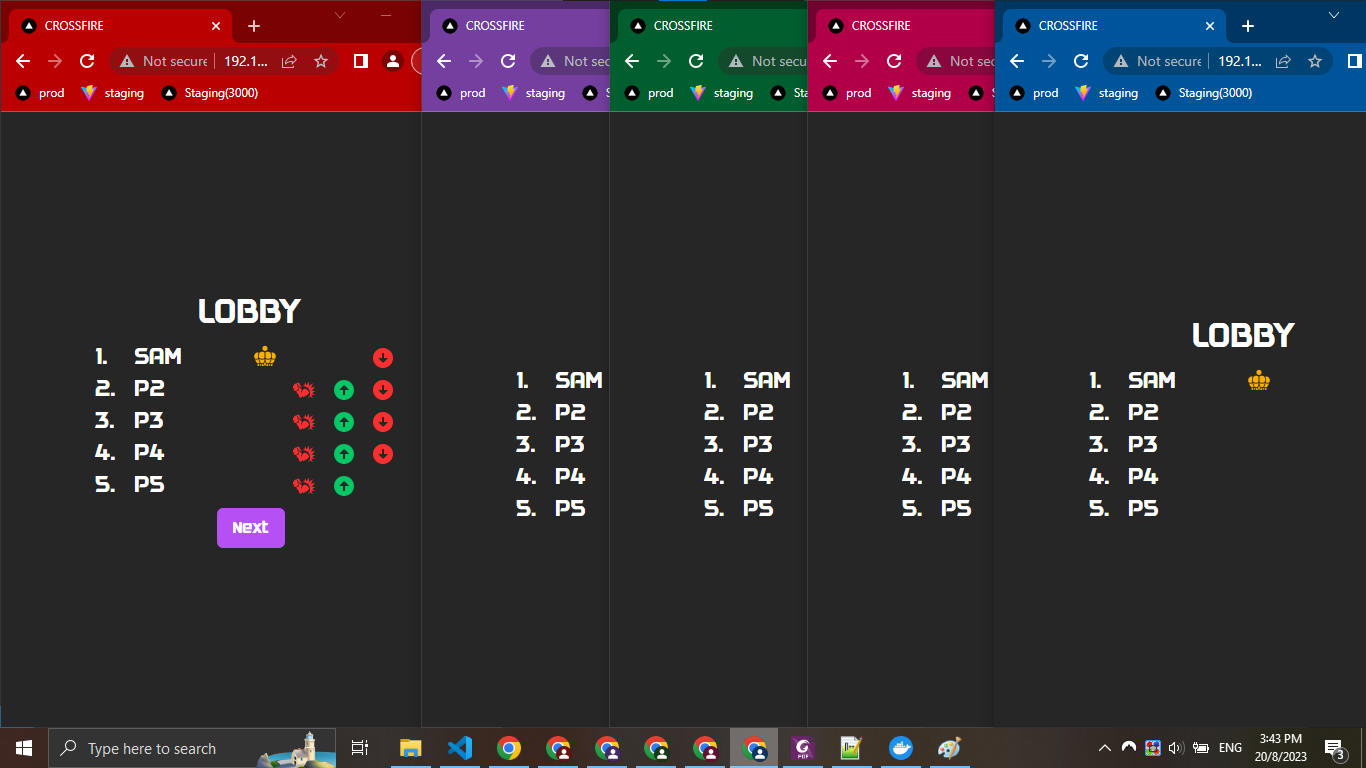 CROSSFIRE
Not secure 192.1...
prod staging Staging(3000)
LOBBY
1. SAM
2. P2
3. P3
4. P4
5. P5
Next
CROSSFIRE
Not sec
prod staging S
1. SAM
2. P2
3. P3
4. P4
5. P5
CROSSFIRE
Not secu
prod staging Sta
1. SAM
2. P2
3. P3
4. P4
5. P5
CROSSFIRE
Not sec
prod staging S
1. SAM
2. P2
3. P3
4. P4
5. P5
CROSSFIRE
Not secure 192.1...
prod staging Staging(3000)
LOBBY
1. SAM
2. P2
3. P3
4. P4
5. P5
Type here to search
PDF
ENG
3:43 PM
20/8/2023
3